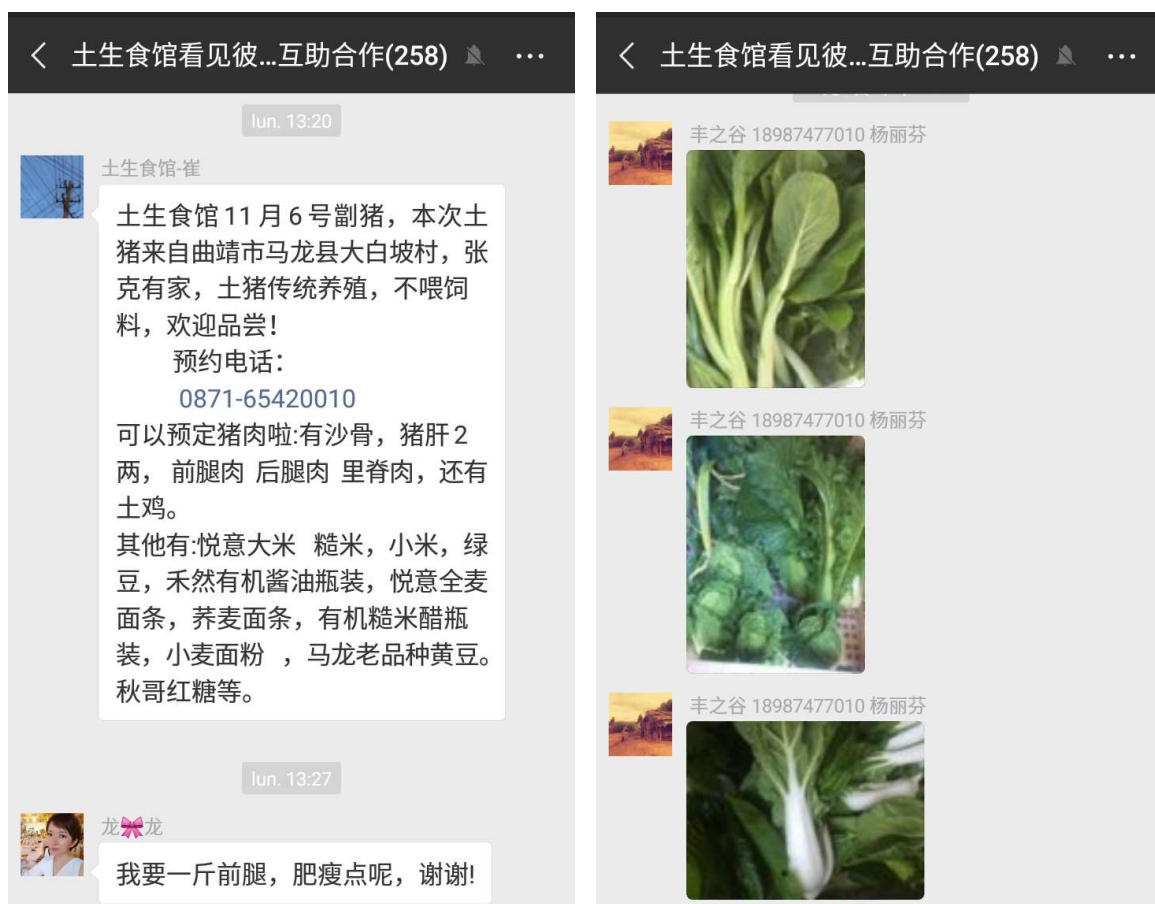 土生食馆看见彼...互助合作(258)
lun. 13:20
土生食馆-崔
土生食馆11月6号劏猪，本次土
猪来自曲靖市马龙县大白坡村，张
克有家，土猪传统养殖，不喂饲
料，欢迎品尝！
预约电话：
0871-65420010
可以预定猪肉啦:有沙骨，猪肝2
两， 前腿肉 后腿肉 里脊肉，还有
土鸡。
其他有:悦意大米 糙米，小米，绿
豆，禾然有机酱油瓶装，悦意全麦
面条，荞麦面条，有机糙米醋瓶
装，小麦面粉 ，马龙老品种黄豆。
秋哥红糖等。
lun. 13:27
龙🎀龙
我要一斤前腿，肥瘦点呢，谢谢!
土生食馆看见彼...互助合作(258)
丰之谷 18987477010 杨丽芬
丰之谷 18987477010 杨丽芬
丰之谷 18987477010 杨丽芬